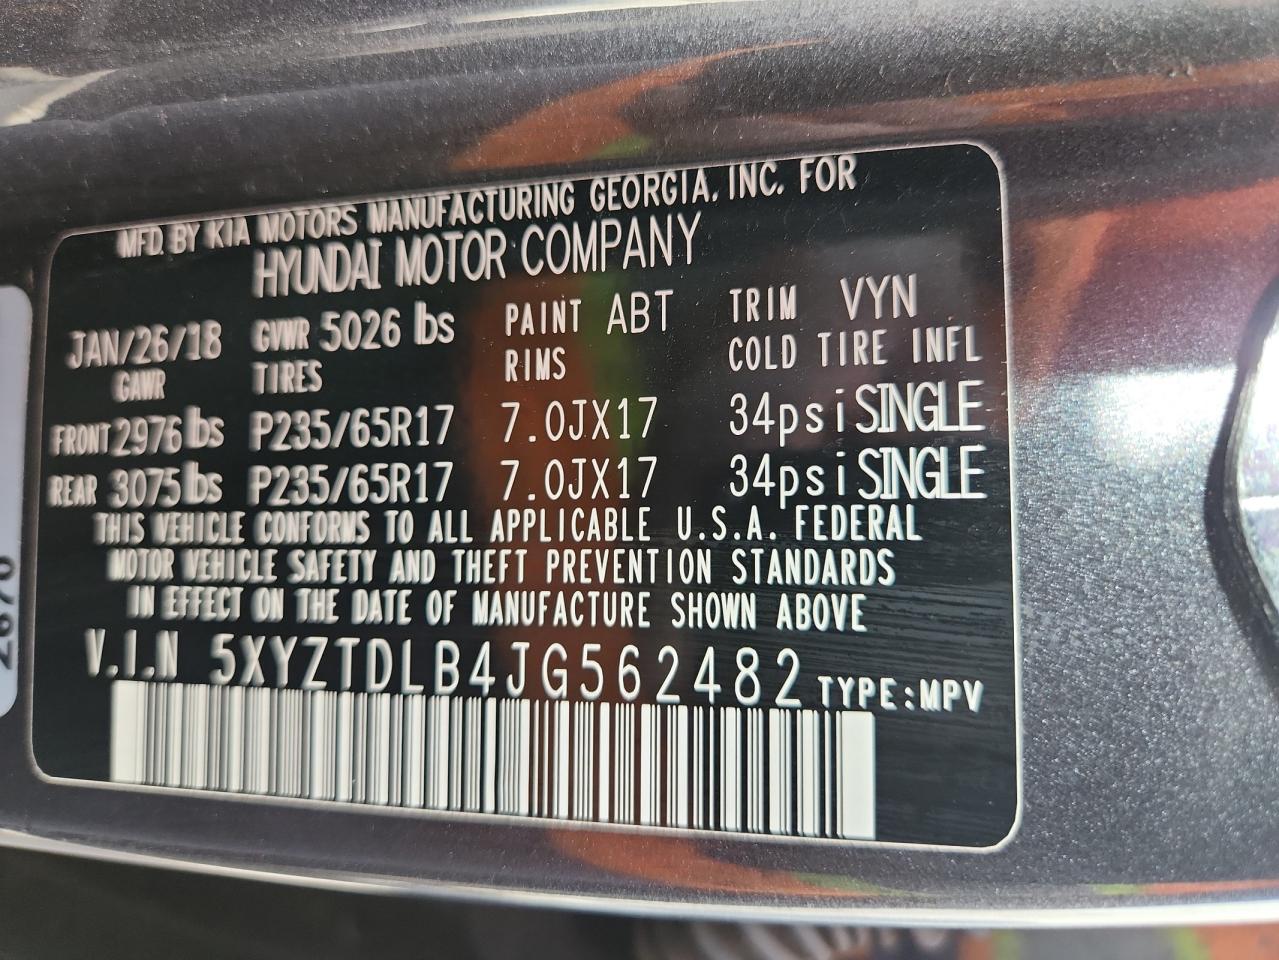 MFD. BY KIA MOTORS MANUFACTURING GEORGIA, INC. FOR
HYUNDAI MOTOR COMPANY
JAN/26/18 GVWR 5026 lbs PAINT ABT TRIM VYN
GAWR TIRES RIMS COLD TIRE INFL
FRONT 2976 lbs P235/65R17 7.0JX17 34psi SINGLE
REAR 3075 lbs P235/65R17 7.0JX17 34psi SINGLE
THIS VEHICLE CONFORMS TO ALL APPLICABLE U.S.A. FEDERAL
MOTOR VEHICLE SAFETY AND THEFT PREVENTION STANDARDS
IN EFFECT ON THE DATE OF MANUFACTURE SHOWN ABOVE
V.I.N 5XYZTDLB4JG562482 TYPE:MPV